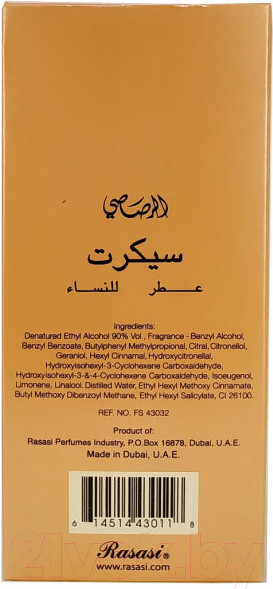 الرصاصي
سيكرت
عطر للنساء
Ingredients:
Denatured Ethyl Alcohol 90% Vol., Fragrance - Benzyl Alcohol,
Benzyl Benzoate, Butylphenyl Methylpropional, Citral, Citronellol,
Geraniol, Hexyl Cinnamal, Hydroxycitronellal,
Hydroxyisohexyl-3-Cyclohexene Carboxaldehyde,
Hydroxyisohexyl-3-&-4-Cyclohexene Carboxaldehyde, Isoeugenol,
Limonene, Linalool. Distilled Water, Ethyl Hexyl Methoxy Cinnamate,
Butyl Methoxy Dibenzoyl Methane, Ethyl Hexyl Salicylate, CI 26100.
REF. NO. FS 43032
Product of:
Rasasi Perfumes Industry, P.O.Box 16878, Dubai, U.A.E.
Made in Dubai, U.A.E.
6 14514 43011 8
Rasasi®
www.rasasi.com
21vek.by